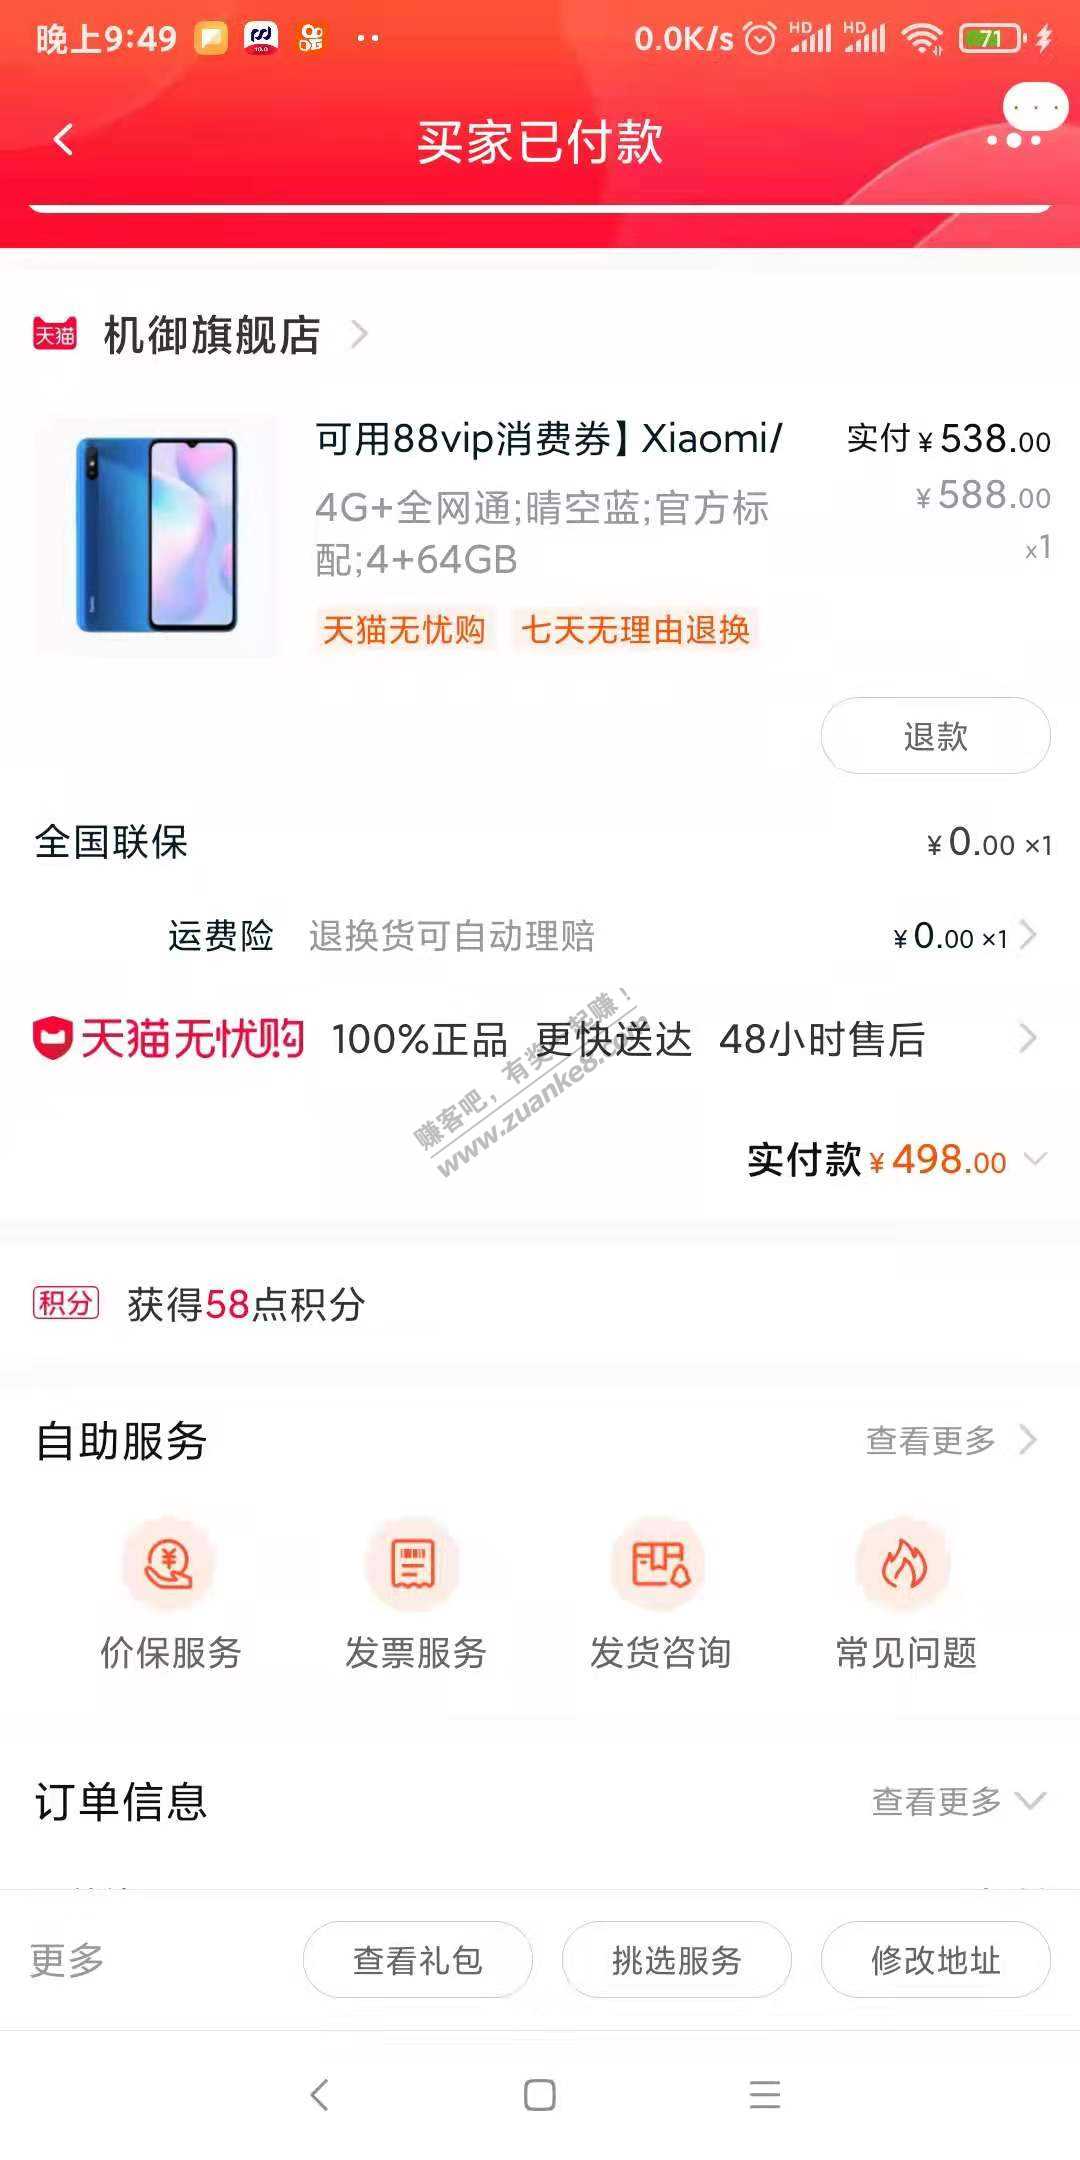 晚上9:49 0.0K/s HD HD 71
买家已付款
天猫 机御旗舰店
可用88vip消费券】Xiaomi/ 实付￥538.00
4G+全网通;晴空蓝;官方标 ￥588.00
配;4+64GB x1
天猫无忧购 七天无理由退换
退款
全国联保 ￥0.00 ×1
运费险 退换货可自动理赔 ￥0.00 ×1
天猫无忧购 100%正品 更快送达 48小时售后
赚客吧，有奖一起赚！
www.zuanke8.com
实付款￥498.00
积分 获得58点积分
自助服务 查看更多
价保服务 发票服务 发货咨询 常见问题
订单信息 查看更多
更多 查看礼包 挑选服务 修改地址